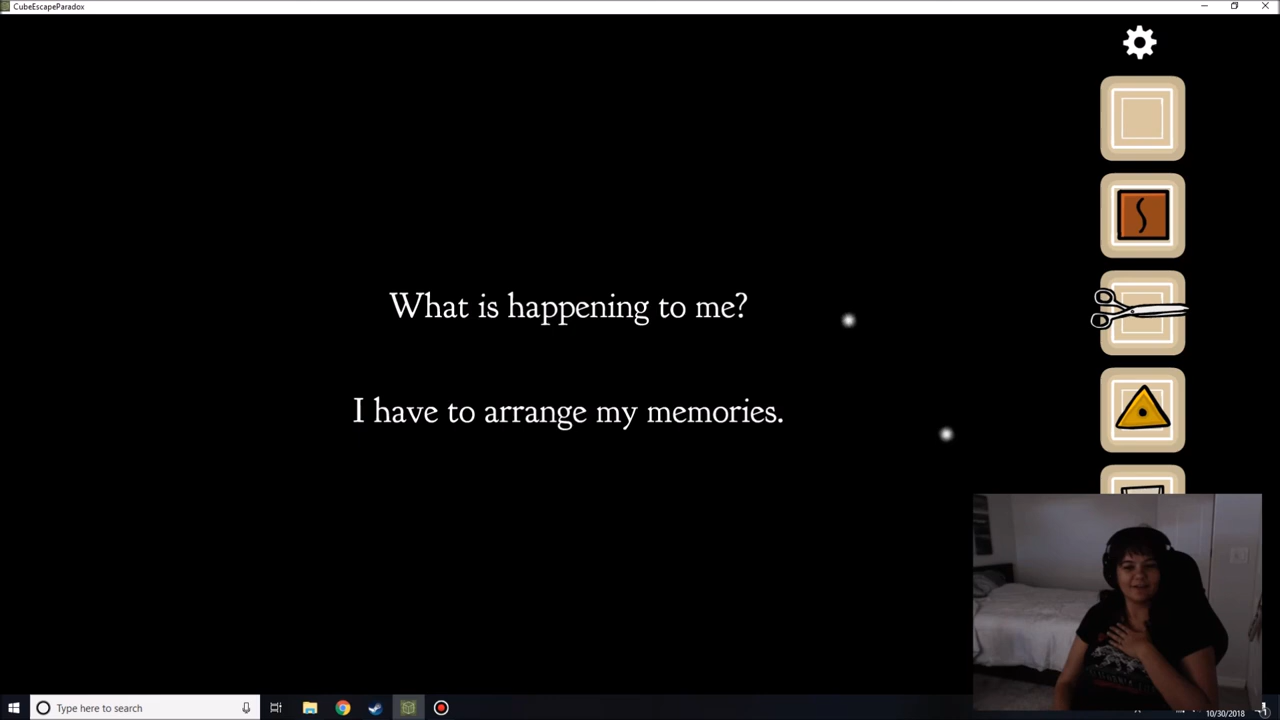 CubeEscapeParadox
What is happening to me?
I have to arrange my memories.
Type here to search
10/30/2018